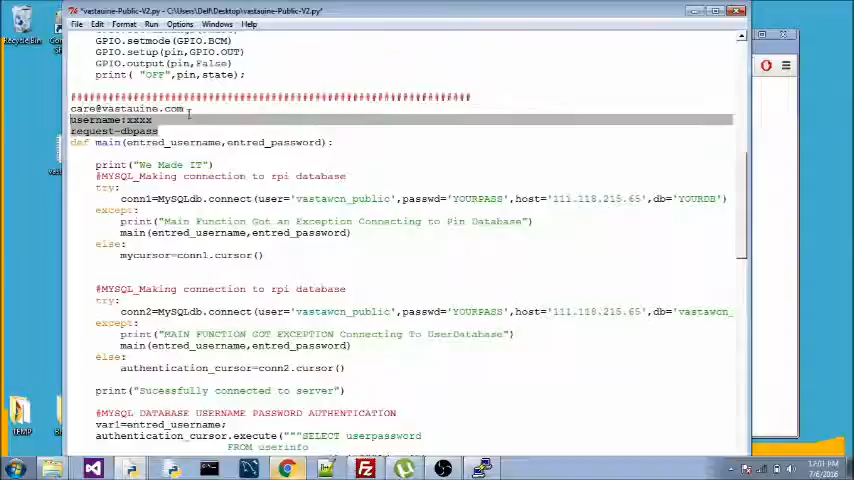 *vastauine-Public-V2.py - C:\Users\Dell\Desktop\vastauine-Public-V2.py*
File Edit Format Run Options Windows Help
GPIO.setmode(GPIO.BCM)
GPIO.setup(pin,GPIO.OUT)
GPIO.output(pin,False)
print( "OFF",pin,state);
care@vastauine.com
username:xxxx
request-dbpass
def main(entred_username,entred_password):
print("We Made IT")
#MYSQL_Making connection to rpi database
try:
conn1=MySQLdb.connect(user='vastawcn_public',passwd='YOURPASS',host='111.118.215.65',db='YOURDB')
except:
print("Main Function Got an Exception Connecting to Pin Database")
main(entred_username,entred_password)
else:
mycursor=conn1.cursor()
#MYSQL_Making connection to rpi database
try:
conn2=MySQLdb.connect(user='vastawcn_public',passwd='YOURPASS',host='111.118.215.65',db='vastawcn_
except:
print("MAIN FUNCTION GOT EXCEPTION Connecting To UserDatabase")
main(entred_username,entred_password)
else:
authentication_cursor=conn2.cursor()
print("Sucessfully connected to server")
#MYSQL DATABASE USERNAME PASSWORD AUTHENTICATION
var1=entred_username;
authentication_cursor.execute("""SELECT userpassword
FROM userinfo
Recycle Bin
TEMP
12:01 PM
7/6/2016